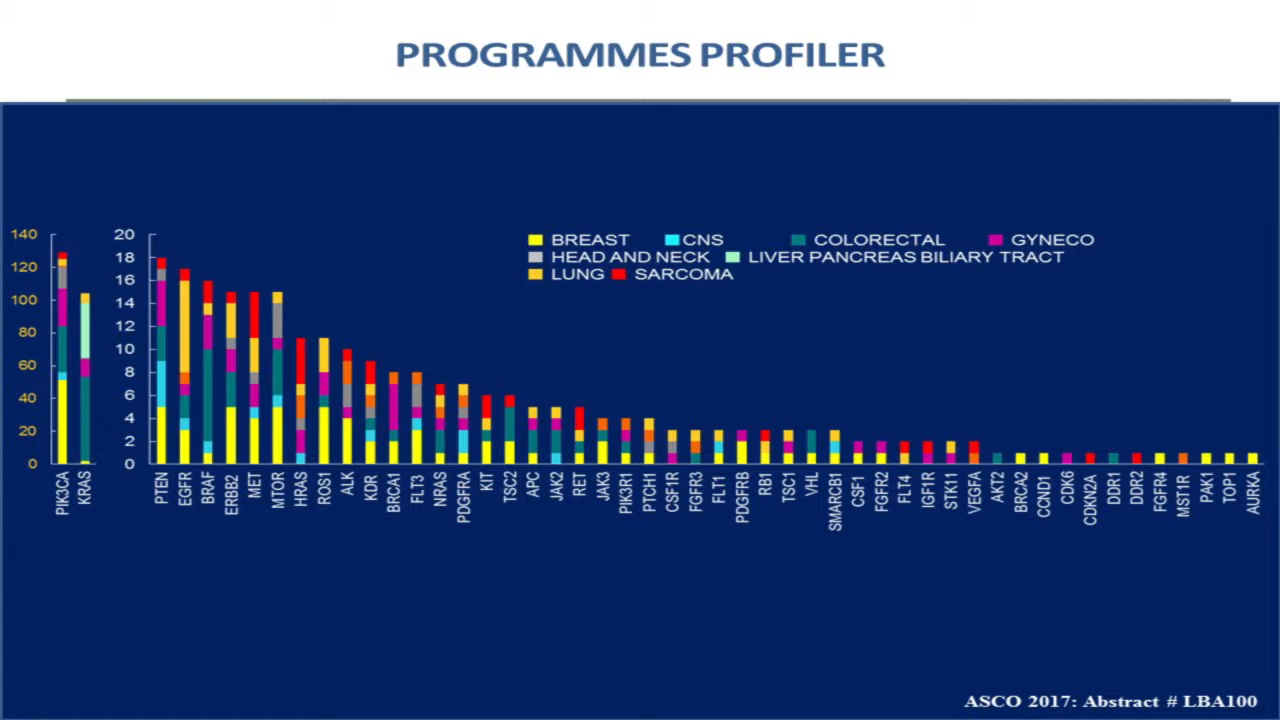 PROGRAMMES PROFILER
140
120
100
80
60
40
20
0
20
18
16
14
12
10
8
6
4
2
0
BREAST CNS COLORECTAL GYNECO
HEAD AND NECK LIVER PANCREAS BILIARY TRACT
LUNG SARCOMA
PIK3CA
KRAS
PTEN
EGFR
BRAF
ERBB2
MET
MTOR
HRAS
ROS1
ALK
KDR
BRCA1
FLT3
NRAS
PDGFRA
KIT
TSC2
APC
JAK2
RET
JAK3
PIK3R1
PTCH1
CSF1R
FGFR3
FLT1
PDGFRB
RB1
TSC1
VHL
SMARCB1
CSF1
FGFR2
FLT4
IGF1R
STK11
VEGFA
AKT2
BRCA2
CCND1
CDK6
CDKN2A
DDR1
DDR2
FGFR4
MST1R
PAK1
TOP1
AURKA
ASCO 2017: Abstract # LBA100